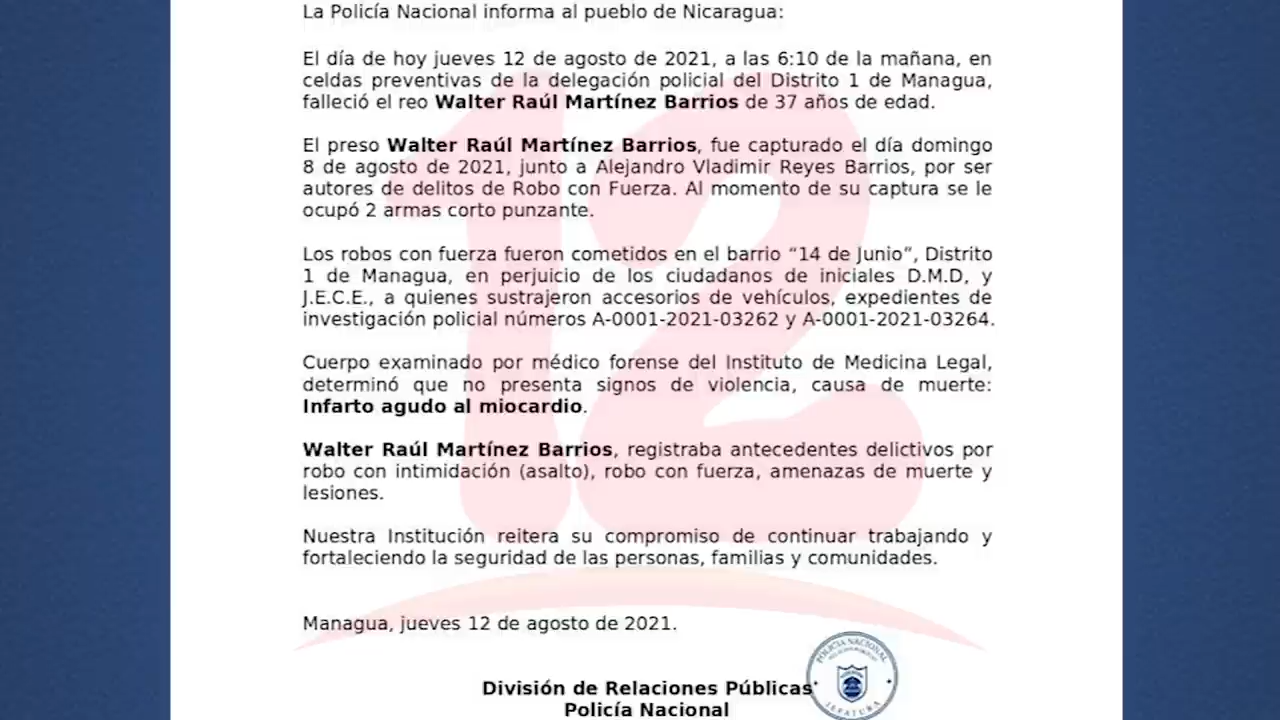 La Policía Nacional informa al pueblo de Nicaragua:
El día de hoy jueves 12 de agosto de 2021, a las 6:10 de la mañana, en
celdas preventivas de la delegación policial del Distrito 1 de Managua,
falleció el reo Walter Raúl Martínez Barrios de 37 años de edad.
El preso Walter Raúl Martínez Barrios, fue capturado el día domingo
8 de agosto de 2021, junto a Alejandro Vladimir Reyes Barrios, por ser
autores de delitos de Robo con Fuerza. Al momento de su captura se le
ocupó 2 armas corto punzante.
Los robos con fuerza fueron cometidos en el barrio “14 de Junio”, Distrito
1 de Managua, en perjuicio de los ciudadanos de iniciales D.M.D, y
J.E.C.E., a quienes sustrajeron accesorios de vehículos, expedientes de
investigación policial números A-0001-2021-03262 y A-0001-2021-03264.
Cuerpo examinado por médico forense del Instituto de Medicina Legal,
determinó que no presenta signos de violencia, causa de muerte:
Infarto agudo al miocardio.
Walter Raúl Martínez Barrios, registraba antecedentes delictivos por
robo con intimidación (asalto), robo con fuerza, amenazas de muerte y
lesiones.
Nuestra Institución reitera su compromiso de continuar trabajando y
fortaleciendo la seguridad de las personas, familias y comunidades.
Managua, jueves 12 de agosto de 2021.
División de Relaciones Públicas
Policía Nacional
12
POLICIA NACIONAL
JEFATURA